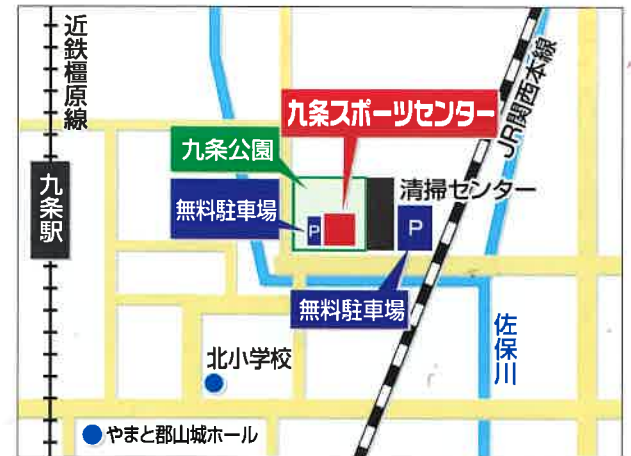 近鉄橿原線
JR関西本線
九条スポーツセンター
九条公園
九条駅
清掃センター
無料駐車場
P
P
無料駐車場
佐保川
北小学校
やまと郡山城ホール